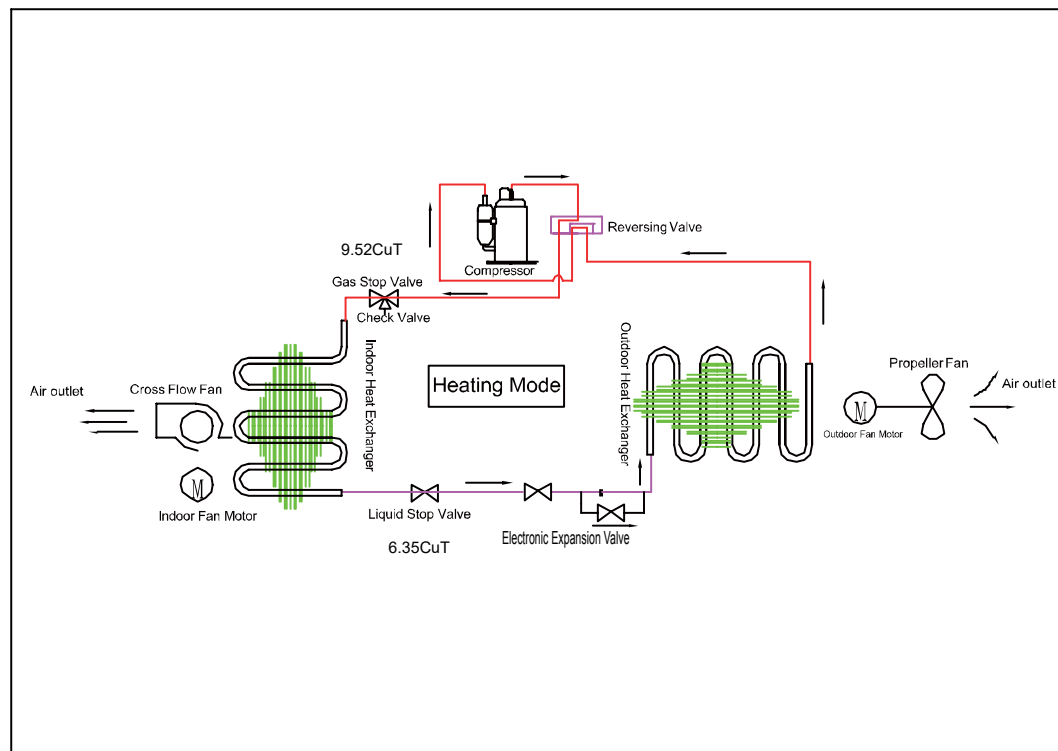 Reversing Valve
9.52CuT
Compressor
Gas Stop Valve
Check Valve
Indoor Heat Exchanger
Outdoor Heat Exchanger
Heating Mode
Air outlet
Cross Flow Fan
M
Indoor Fan Motor
Propeller Fan
Air outlet
M
Outdoor Fan Motor
Liquid Stop Valve
Electronic Expansion Valve
6.35CuT